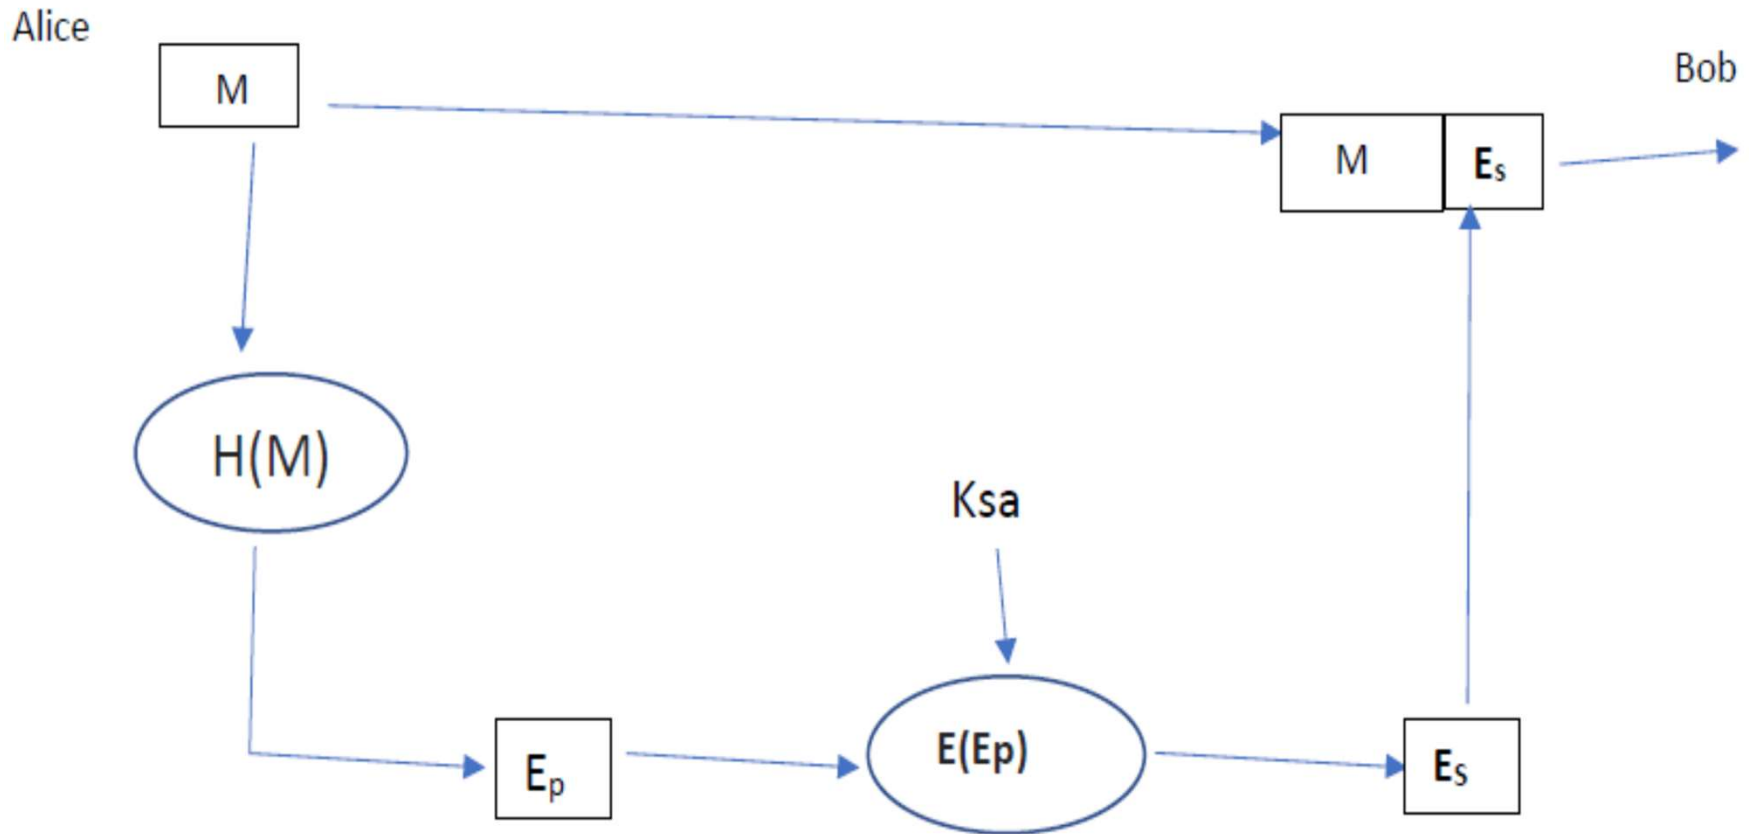 Alice
M
Bob
M
Eₛ
H(M)
Ksa
Eₚ
E(Ep)
Eₛ